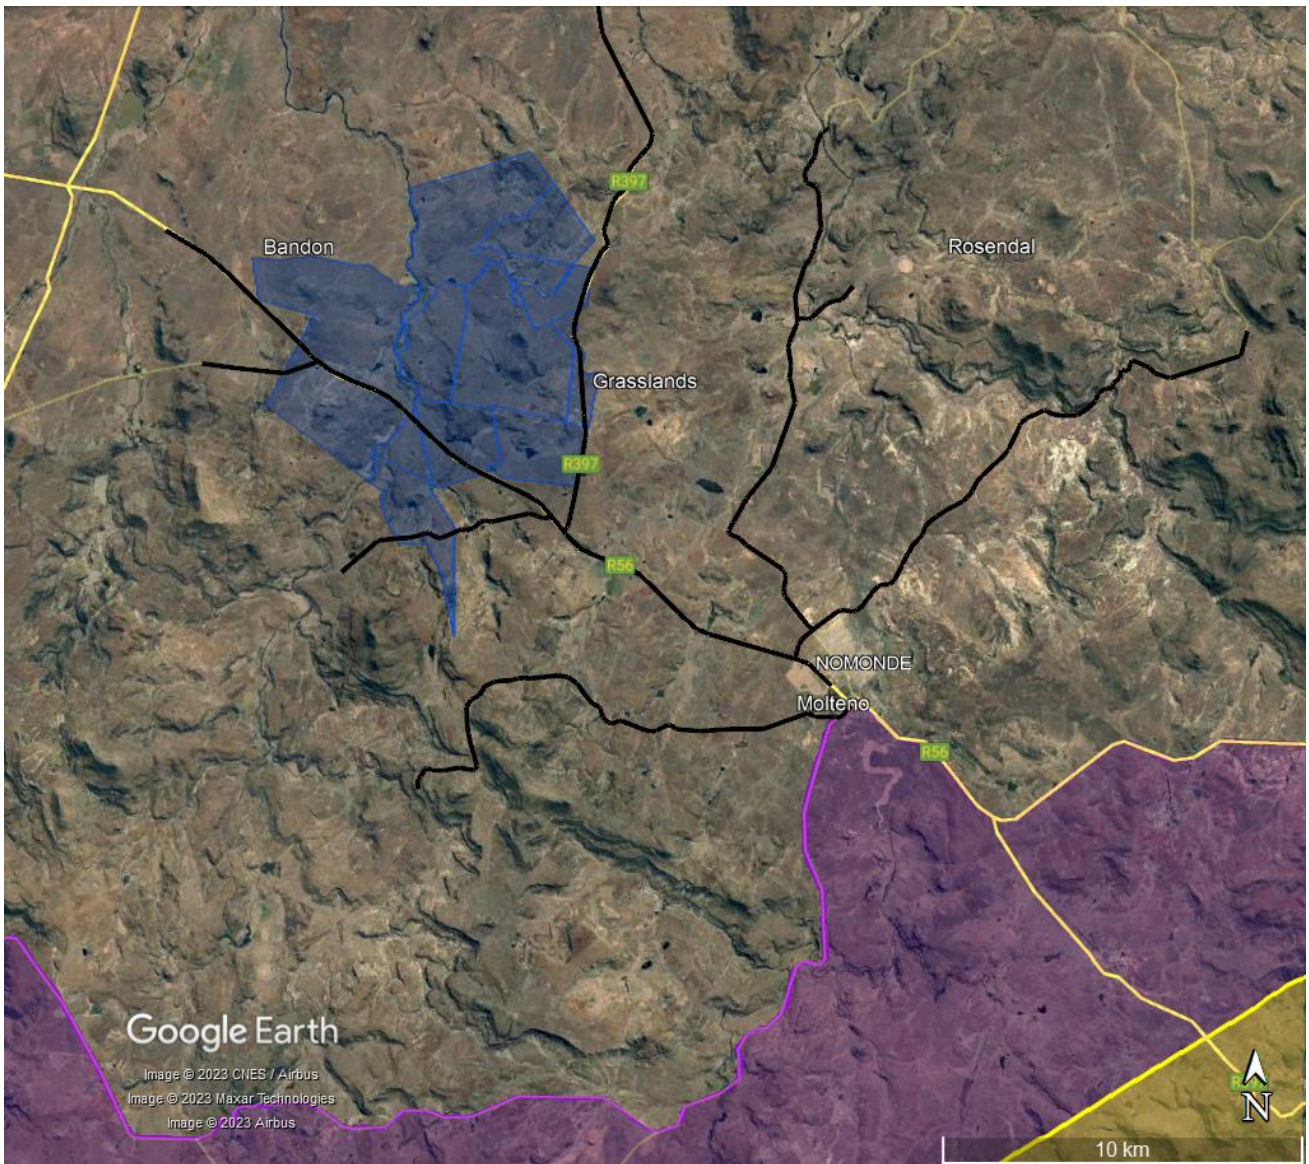 R397
Bandon
Rosendal
Grasslands
R397
R56
NOMONDE
Molteno
R56
Google Earth
Image © 2023 CNES / Airbus
Image © 2023 Maxar Technologies
Image © 2023 Airbus
N
10 km